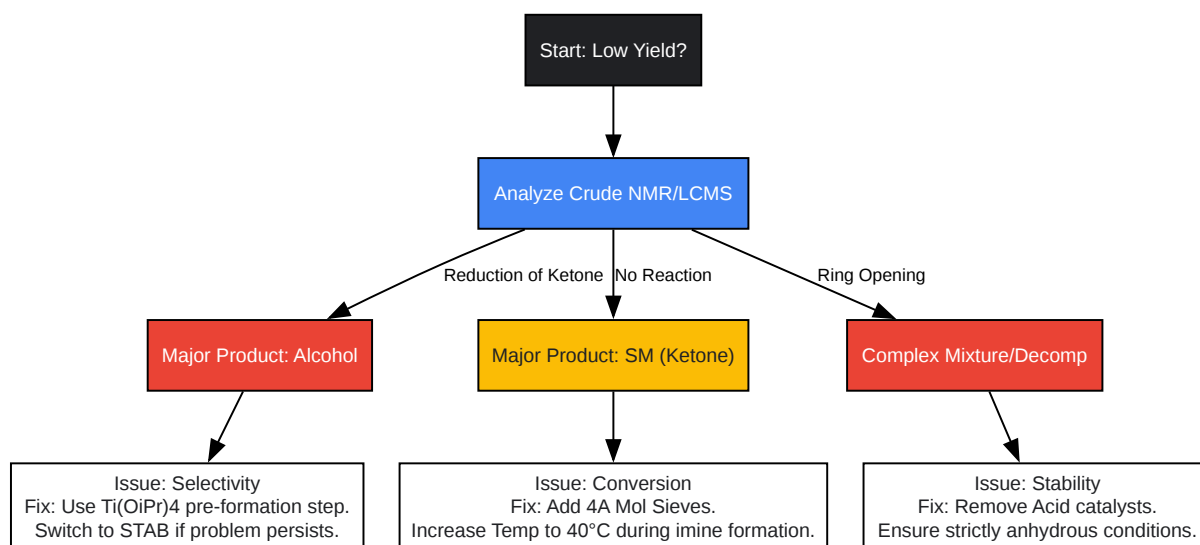 Start: Low Yield?
Analyze Crude NMR/LCMS
Reduction of Ketone
No Reaction
Ring Opening
Major Product: Alcohol
Major Product: SM (Ketone)
Complex Mixture/Decomp
Issue: Selectivity
Fix: Use Ti(OiPr)4 pre-formation step.
Switch to STAB if problem persists.
Issue: Conversion
Fix: Add 4A Mol Sieves.
Increase Temp to 40°C during imine formation.
Issue: Stability
Fix: Remove Acid catalysts.
Ensure strictly anhydrous conditions.